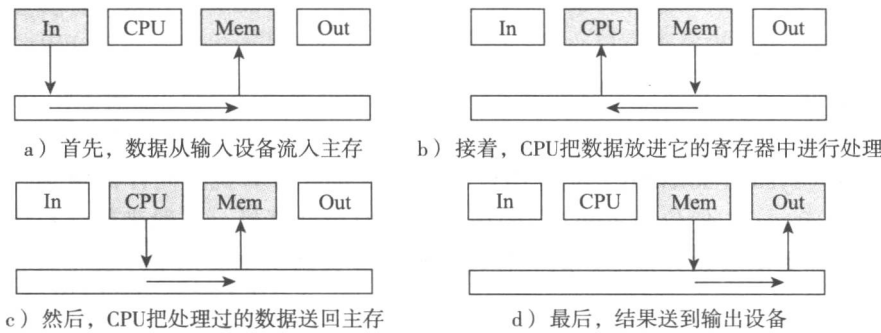 In CPU Mem Out
In CPU Mem Out
a）首先，数据从输入设备流入主存
b）接着，CPU把数据放进它的寄存器中进行处理
In CPU Mem Out
In CPU Mem Out
c）然后，CPU把处理过的数据送回主存
d）最后，结果送到输出设备